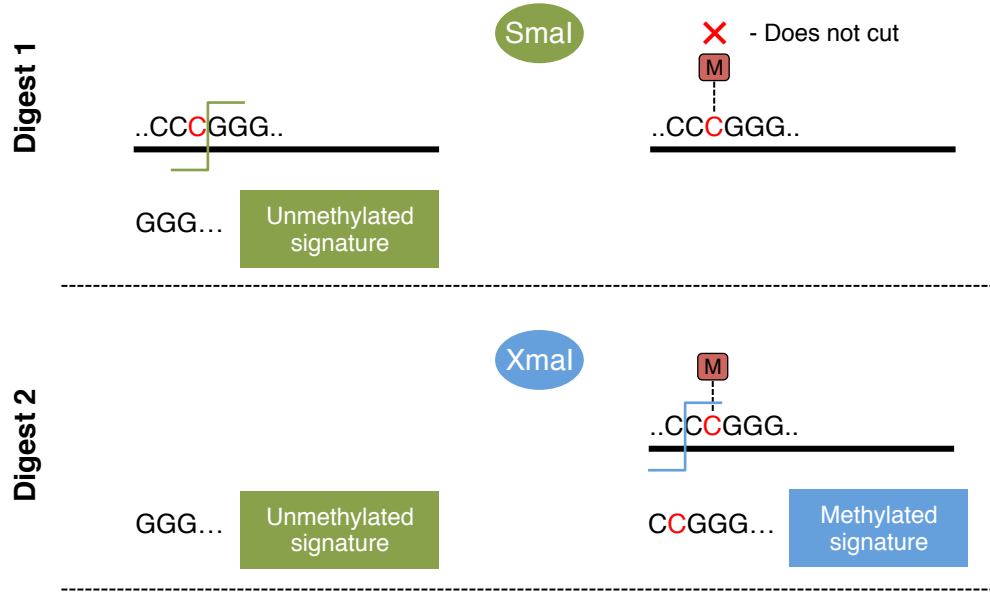 Digest 1
SmaI
- Does not cut
M
..CCCGGG..
..CCCGGG..
GGG...
Unmethylated
signature
Digest 2
XmaI
M
..CCCGGG..
GGG...
Unmethylated
signature
CCGGG...
Methylated
signature